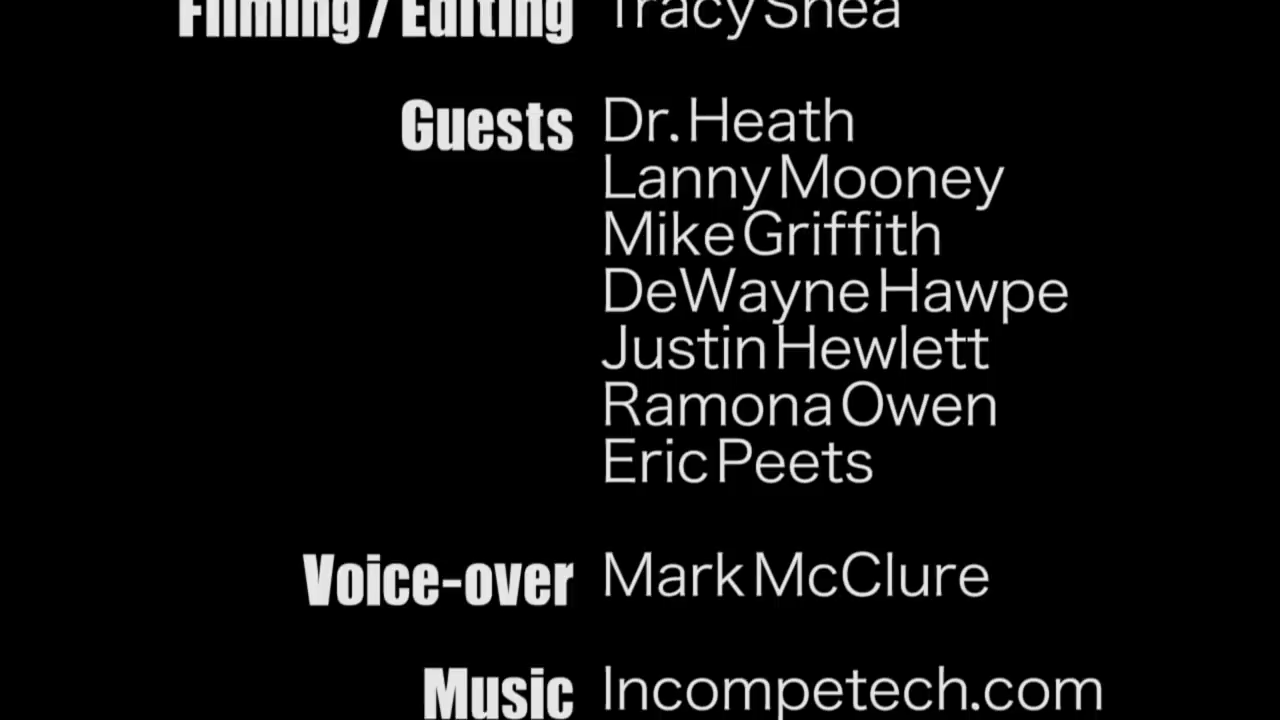 Filming / Editing Tracy Shea
Guests Dr. Heath
Lanny Mooney
Mike Griffith
DeWayne Hawpe
Justin Hewlett
Ramona Owen
Eric Peets
Voice-over Mark McClure
Music Incompetech.com